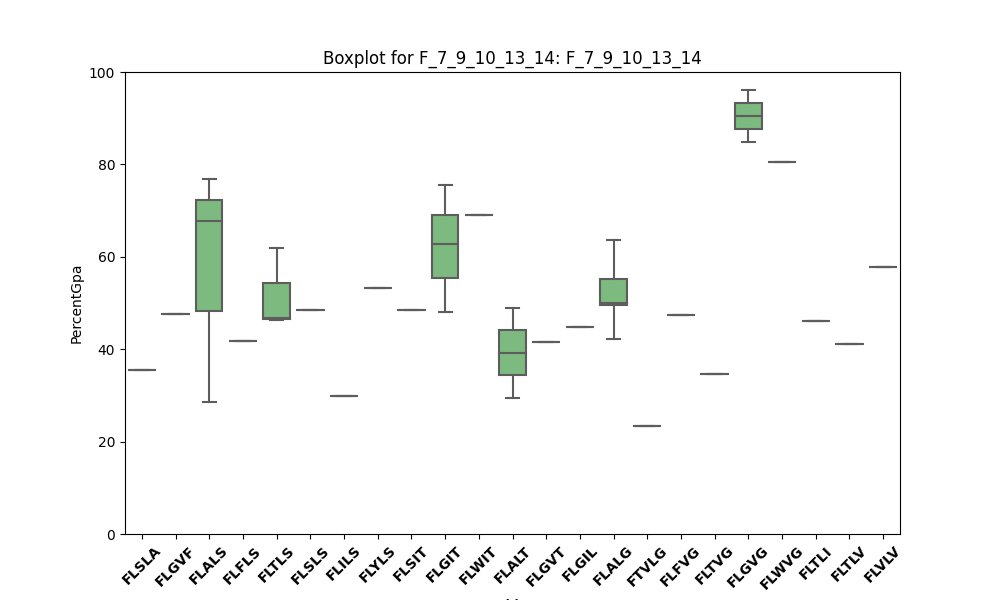 Boxplot for F_7_9_10_13_14: F_7_9_10_13_14
PercentGpa
100
80
60
40
20
0
FLSLA
FLGVF
FLALS
FLFLS
FLTLS
FLSLS
FLILS
FLYLS
FLSIT
FLGIT
FLWIT
FLALT
FLGVT
FLGIL
FLALG
FTVLG
FLFVG
FLTVG
FLGVG
FLWVG
FLTLI
FLTLV
FLVLV